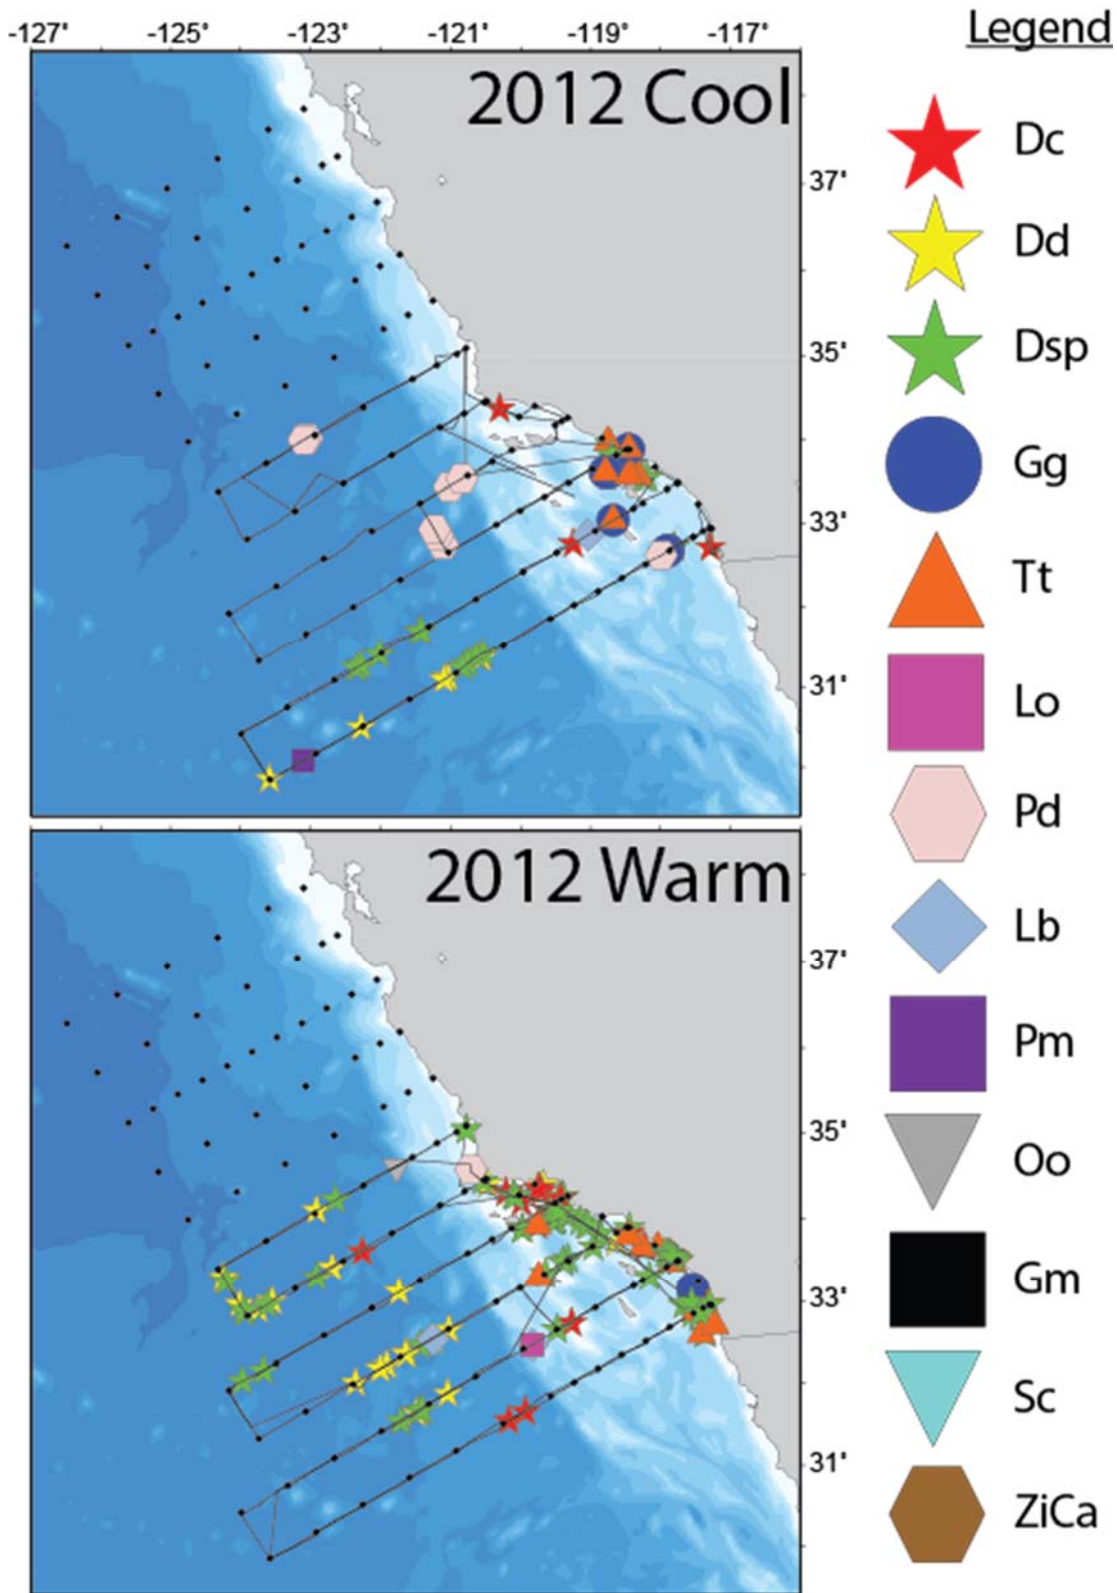 -127° -125° -123° -121° -119° -117°
Legend
2012 Cool
37°
35°
33°
31°
2012 Warm
37°
35°
33°
31°
Dc
Dd
Dsp
Gg
Tt
Lo
Pd
Lb
Pm
Oo
Gm
Sc
ZiCa